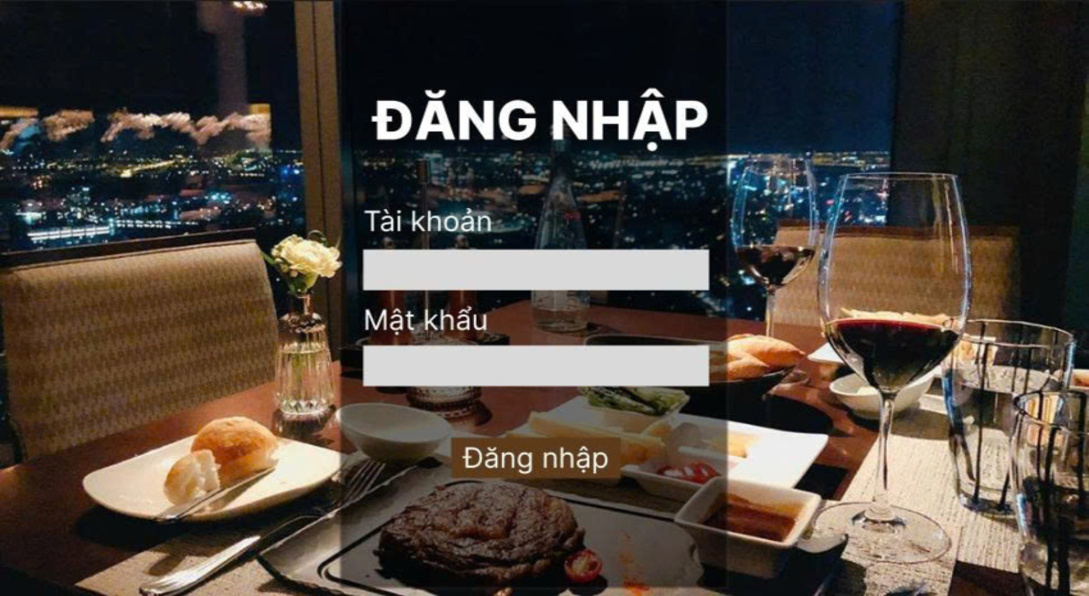 ĐĂNG NHẬP
Tài khoản
Mật khẩu
Đăng nhập